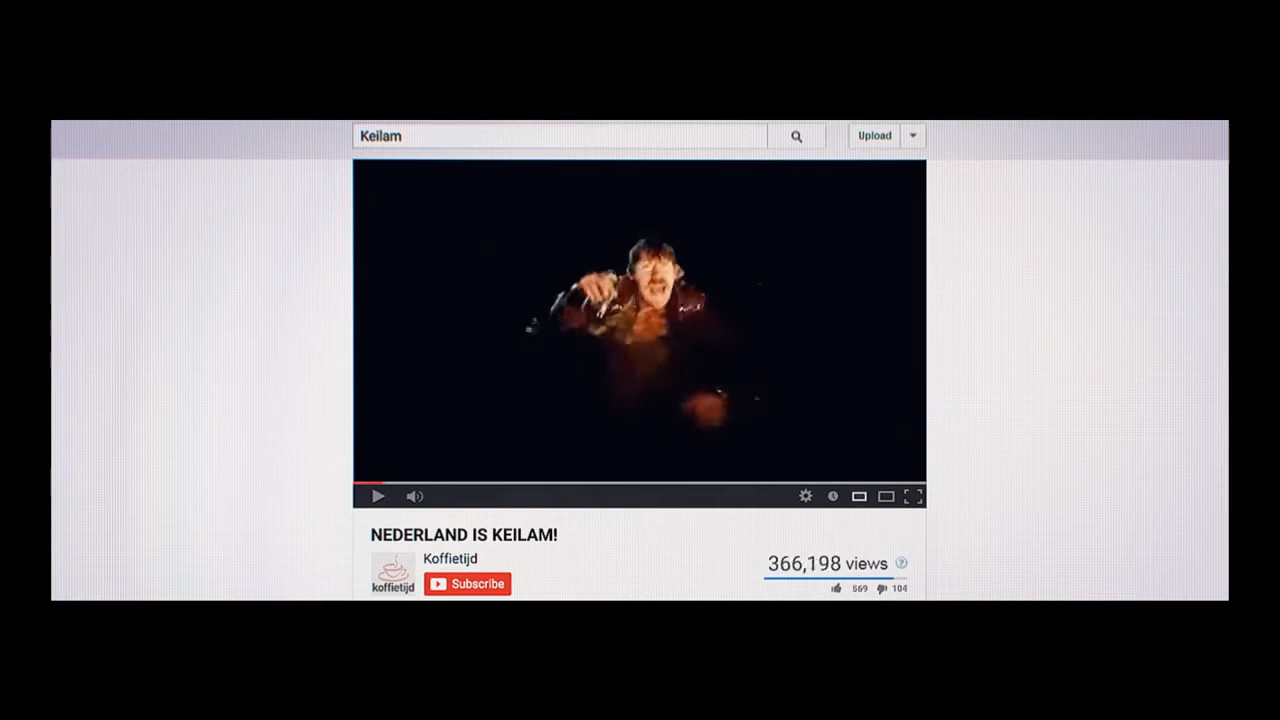 Keilam
Upload
NEDERLAND IS KEILAM!
Koffietijd
koffietijd
Subscribe
366,198 views
569 104